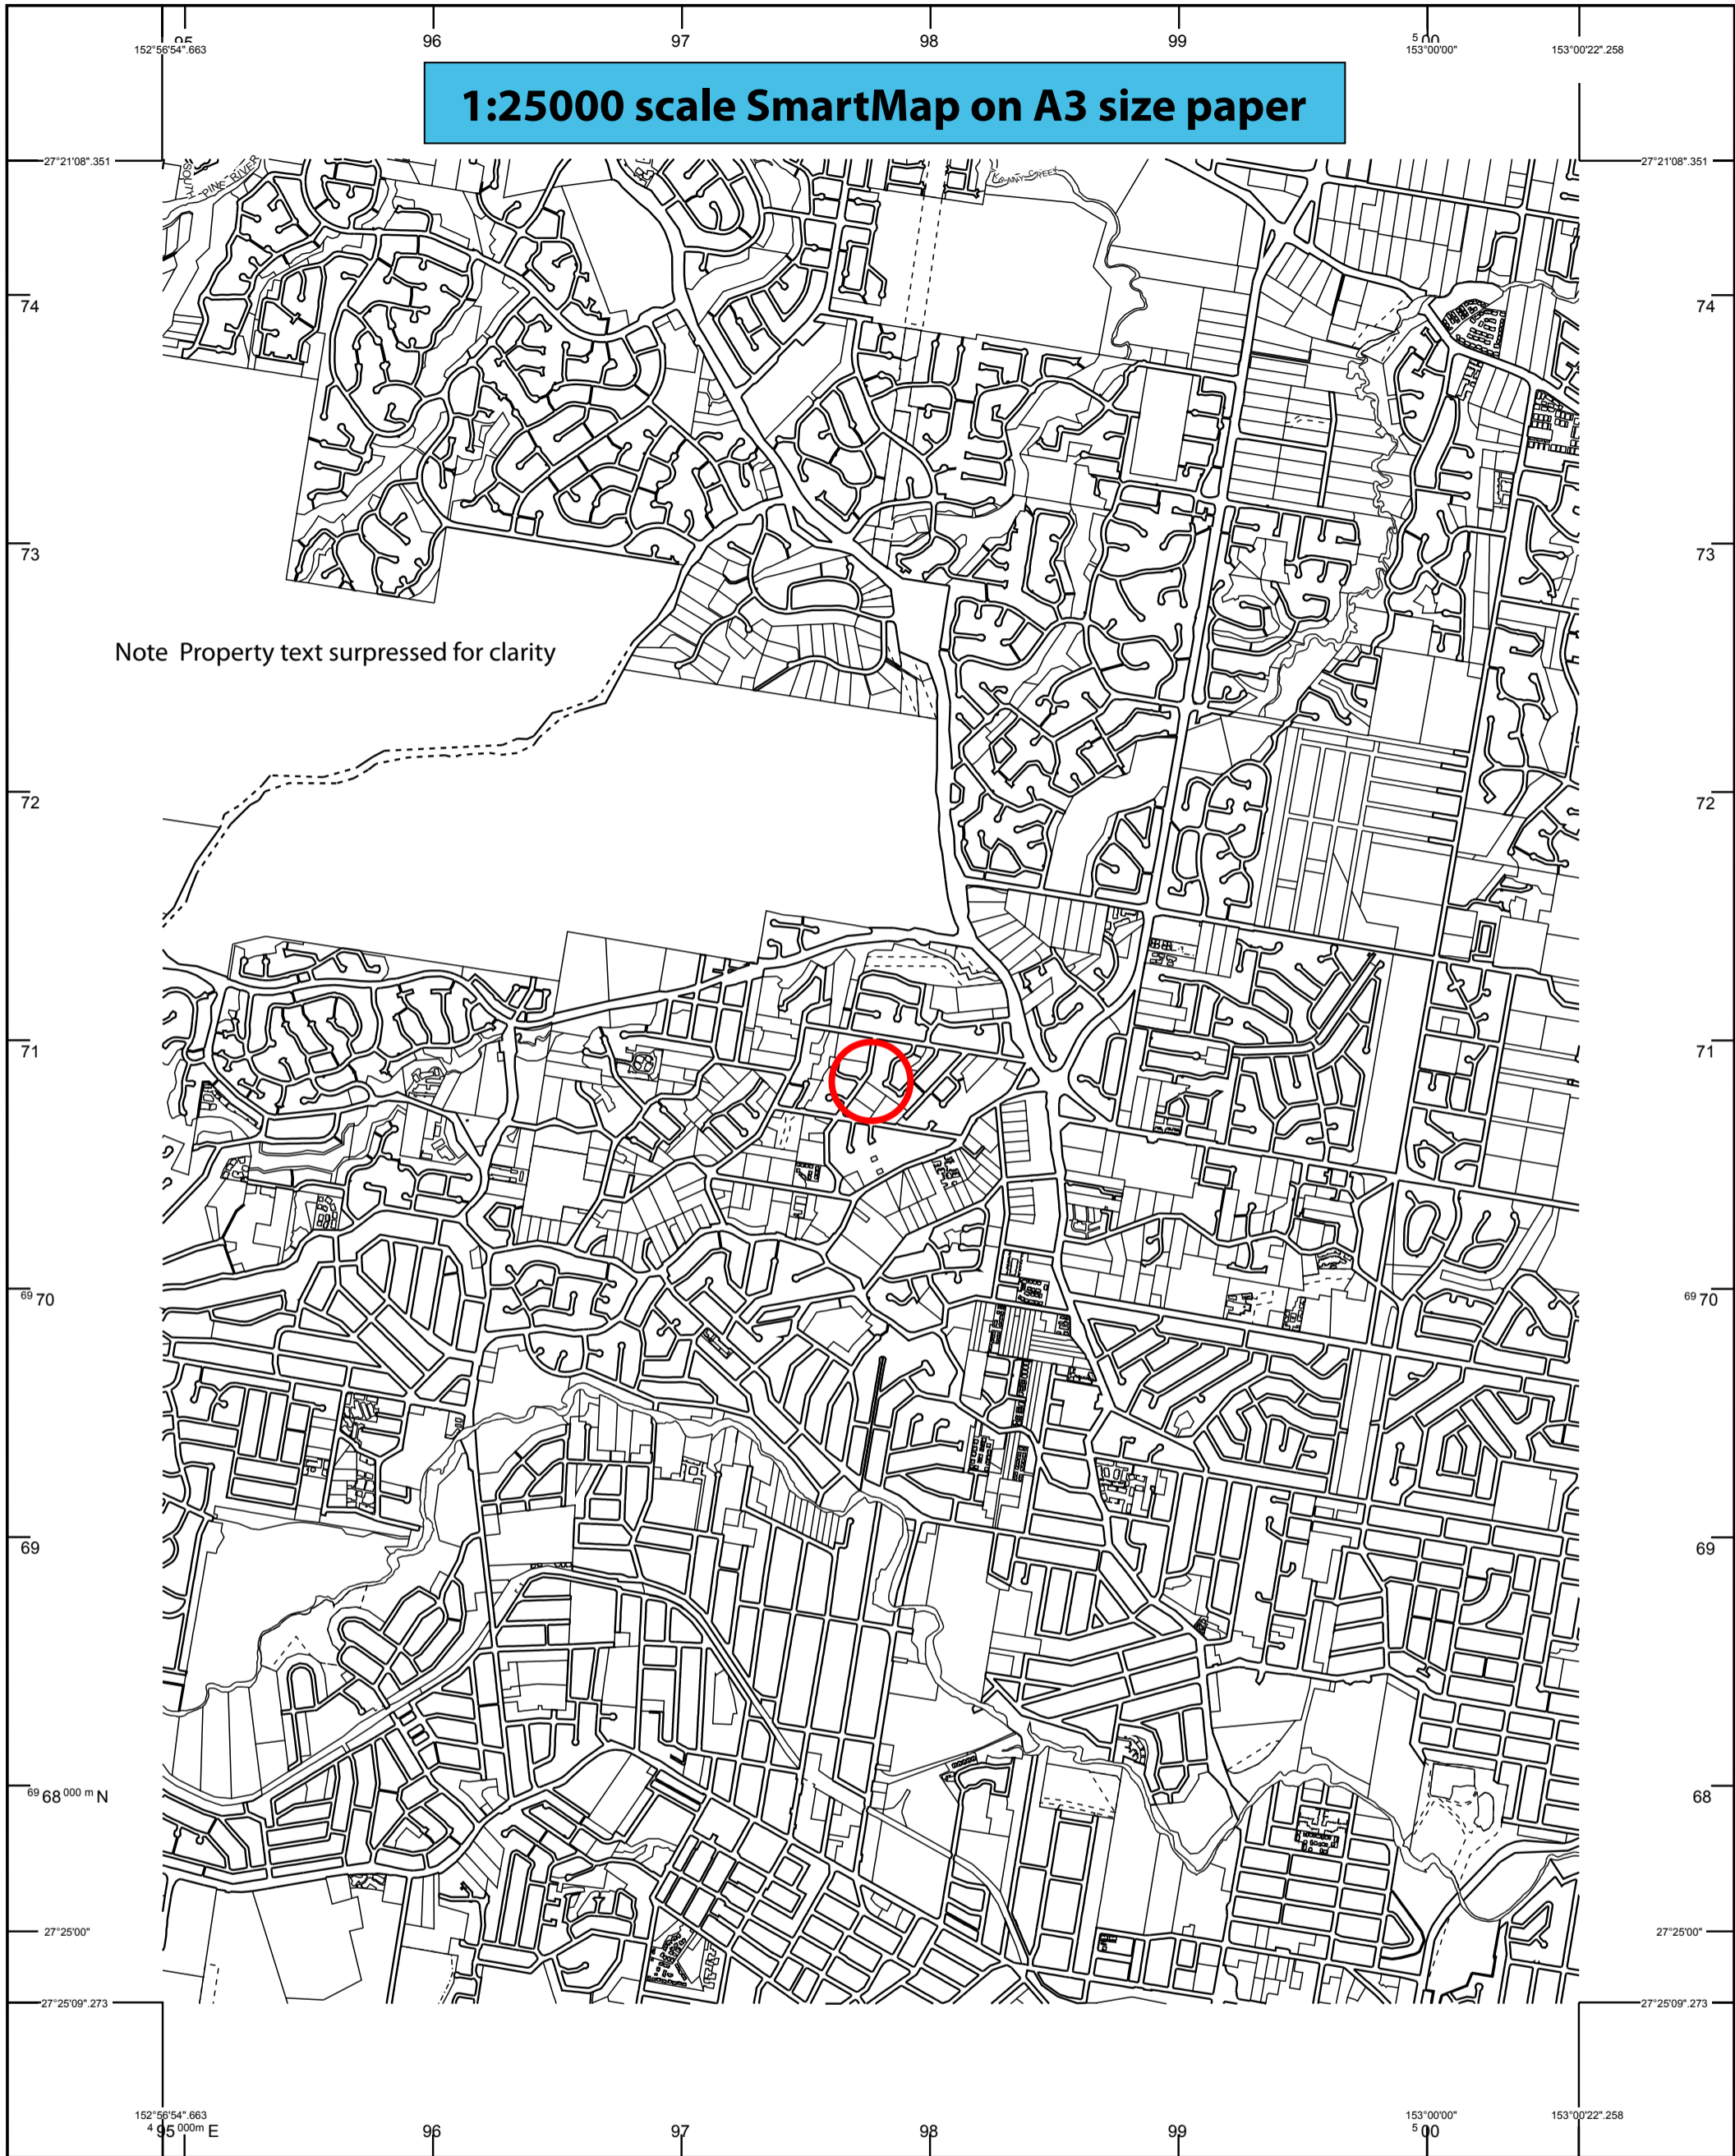 95 96 97 98 99 5 00
152°56'54".663 153°00'00" 153°00'22".258
1:25000 scale SmartMap on A3 size paper
27°21'08".351 27°21'08".351
SOUTH PINE RIVER
CREEK
74 74
73 73
Note Property text surpressed for clarity
72 72
71 71
69 70 69 70
69 69
69 68 000 m N 68
27°25'00" 27°25'00"
27°25'09".273 27°25'09".273
152°56'54".663 153°00'00" 153°00'22".258
4 95 000m E 96 97 98 99 5 00